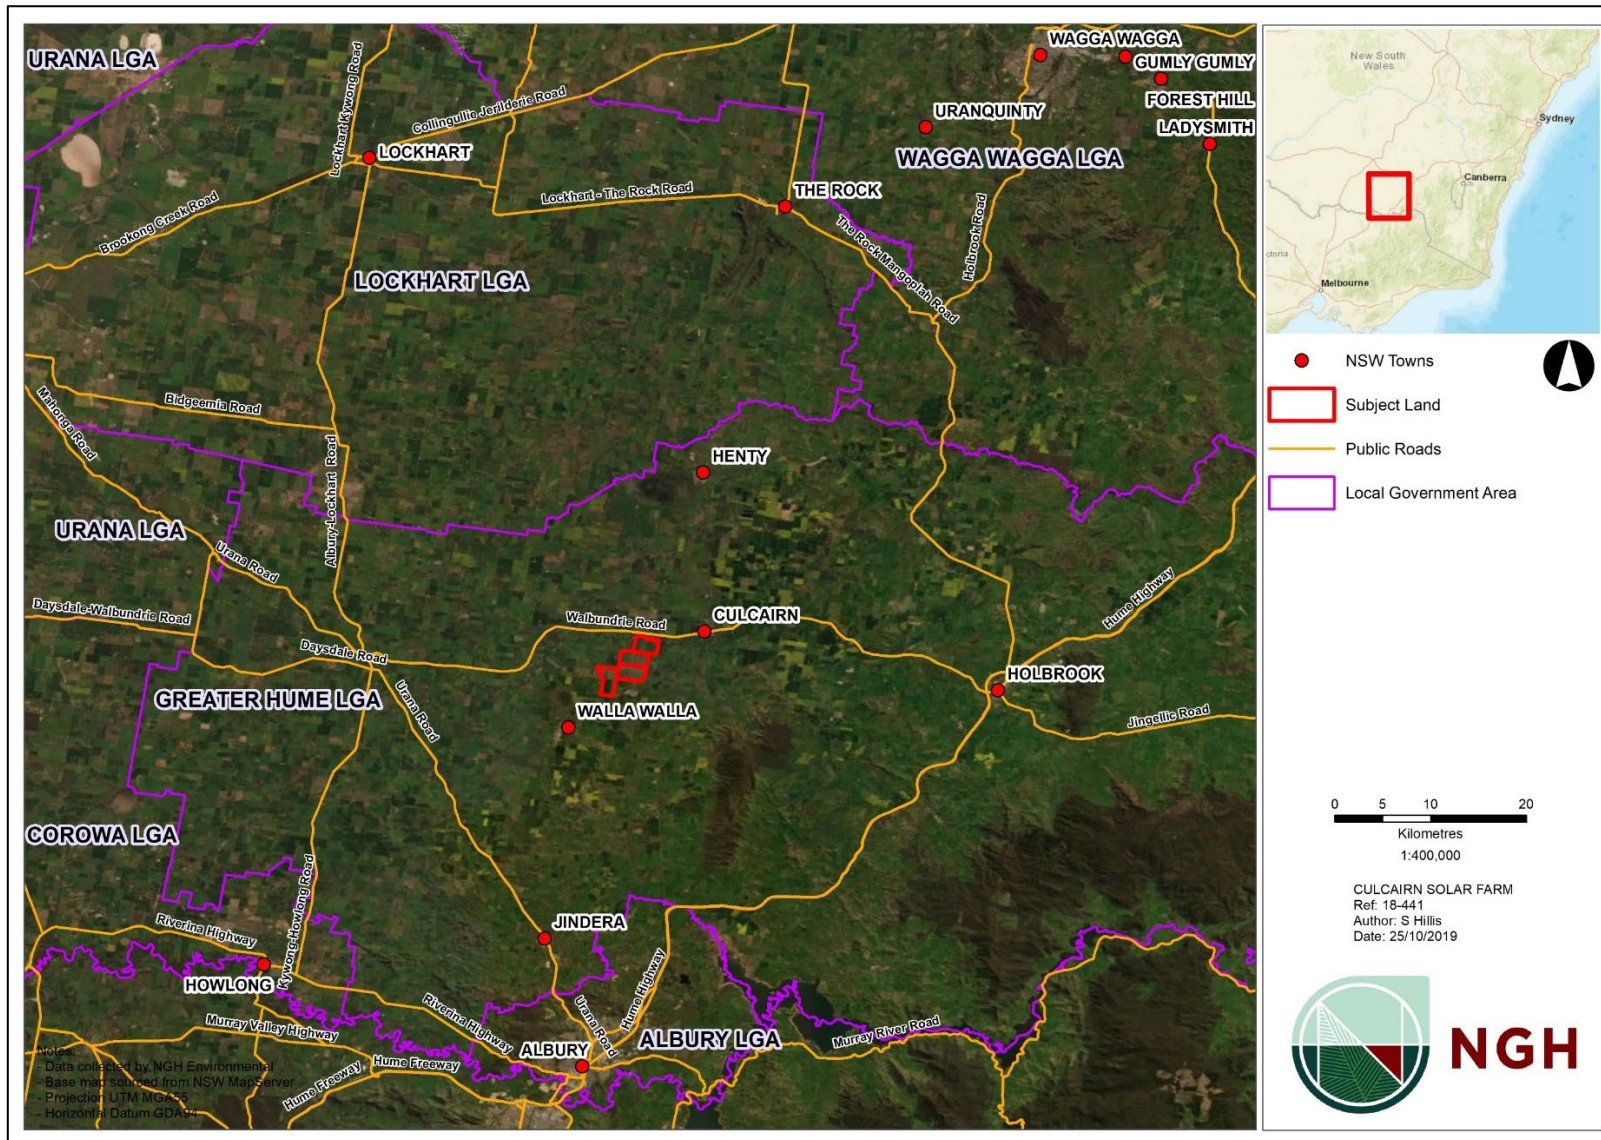 URANA LGA
Lockhart Kywong Road
Collingullie Jerilderie Road
LOCKHART
WAGGA WAGGA
GUMLY GUMLY
FOREST HILL
LADYSMITH
URANQUINTY
WAGGA WAGGA LGA
Brookong Creek Road
Lockhart - The Rock Road
THE ROCK
The Rock Mangoplah Road
Holbrook Road
LOCKHART LGA
Mahonga Road
Bidgeemia Road
Albury-Lockhart Road
HENTY
URANA LGA
Urana Road
Daysdale-Walbundrie Road
Daysdale Road
Walbundrie Road
CULCAIRN
Hume Highway
HOLBROOK
Jingellic Road
GREATER HUME LGA
Urana Road
WALLA WALLA
COROWA LGA
Kywong-Howlong Road
Riverina Highway
HOWLONG
JINDERA
Hume Highway
Urana Road
Riverina Highway
Murray Valley Highway
Hume Freeway
Hume Freeway
ALBURY
ALBURY LGA
Murray River Road
Notes:
- Data collected by NGH Environmental
- Base map sourced from NSW MapServer
- Projection UTM MGA55
- Horizontal Datum GDA94
New South
Wales
Sydney
Canberra
ctoria
Melbourne
NSW Towns
Subject Land
Public Roads
Local Government Area
0 5 10 20
Kilometres
1:400,000
CULCAIRN SOLAR FARM
Ref: 18-441
Author: S Hillis
Date: 25/10/2019
NGH